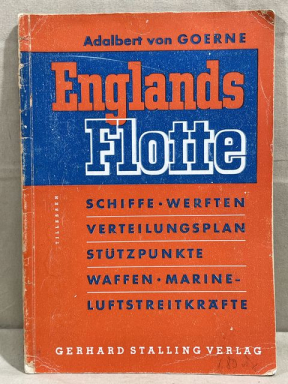 Adalbert von GOERNE
Englands
Flotte
SCHIFFE · WERFTEN
VERTEILUNGSPLAN
STÜTZPUNKTE
WAFFEN · MARINE-
LUFTSTREITKRÄFTE
GERHARD STALLING VERLAG